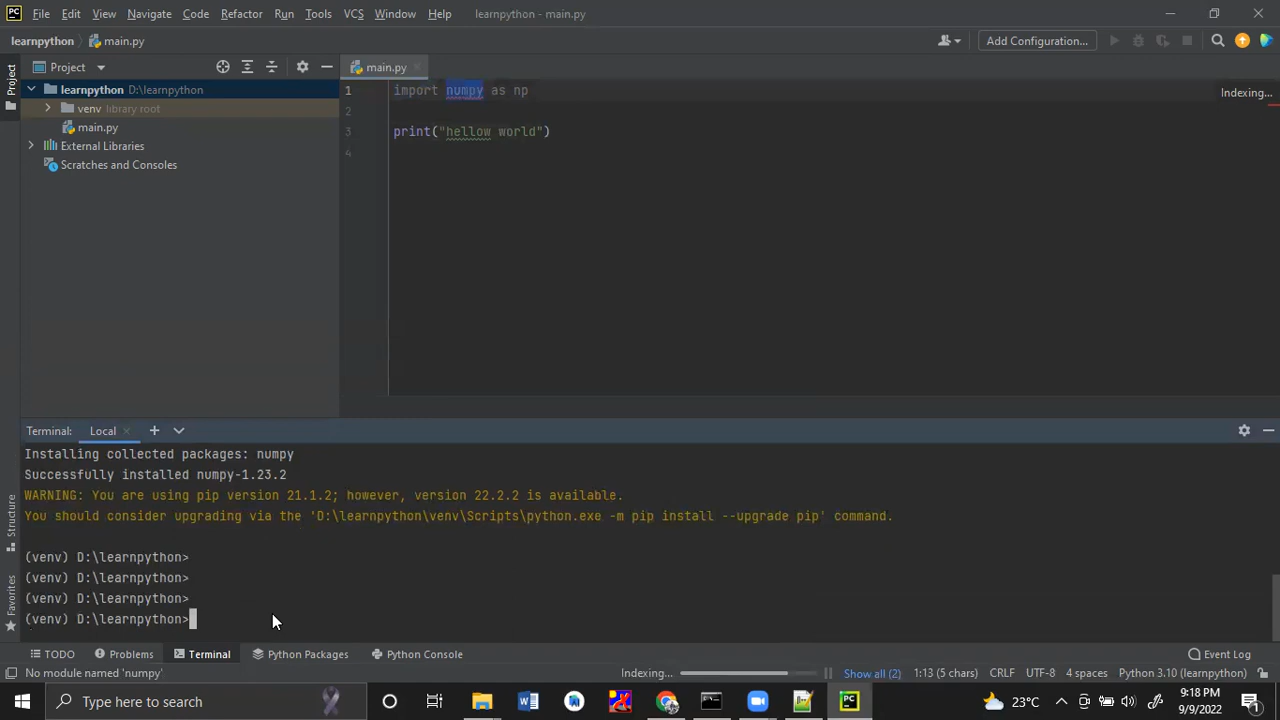 PC File Edit View Navigate Code Refactor Run Tools VCS Window Help learnpython - main.py
learnpython main.py Add Configuration...
Project main.py
learnpython D:\learnpython
venv library root
main.py
External Libraries
Scratches and Consoles
1 import numpy as np
2
3 print("hellow world")
4
Indexing...
Project
Structure
Favorites
Terminal: Local
Installing collected packages: numpy
Successfully installed numpy-1.23.2
WARNING: You are using pip version 21.1.2; however, version 22.2.2 is available.
You should consider upgrading via the 'D:\learnpython\venv\Scripts\python.exe -m pip install --upgrade pip' command.
(venv) D:\learnpython>
(venv) D:\learnpython>
(venv) D:\learnpython>
(venv) D:\learnpython>
TODO Problems Terminal Python Packages Python Console Event Log
No module named 'numpy' Indexing... Show all (2) 1:13 (5 chars) CRLF UTF-8 4 spaces Python 3.10 (learnpython)
Type here to search W PC 23°C 9:18 PM
9/9/2022 1